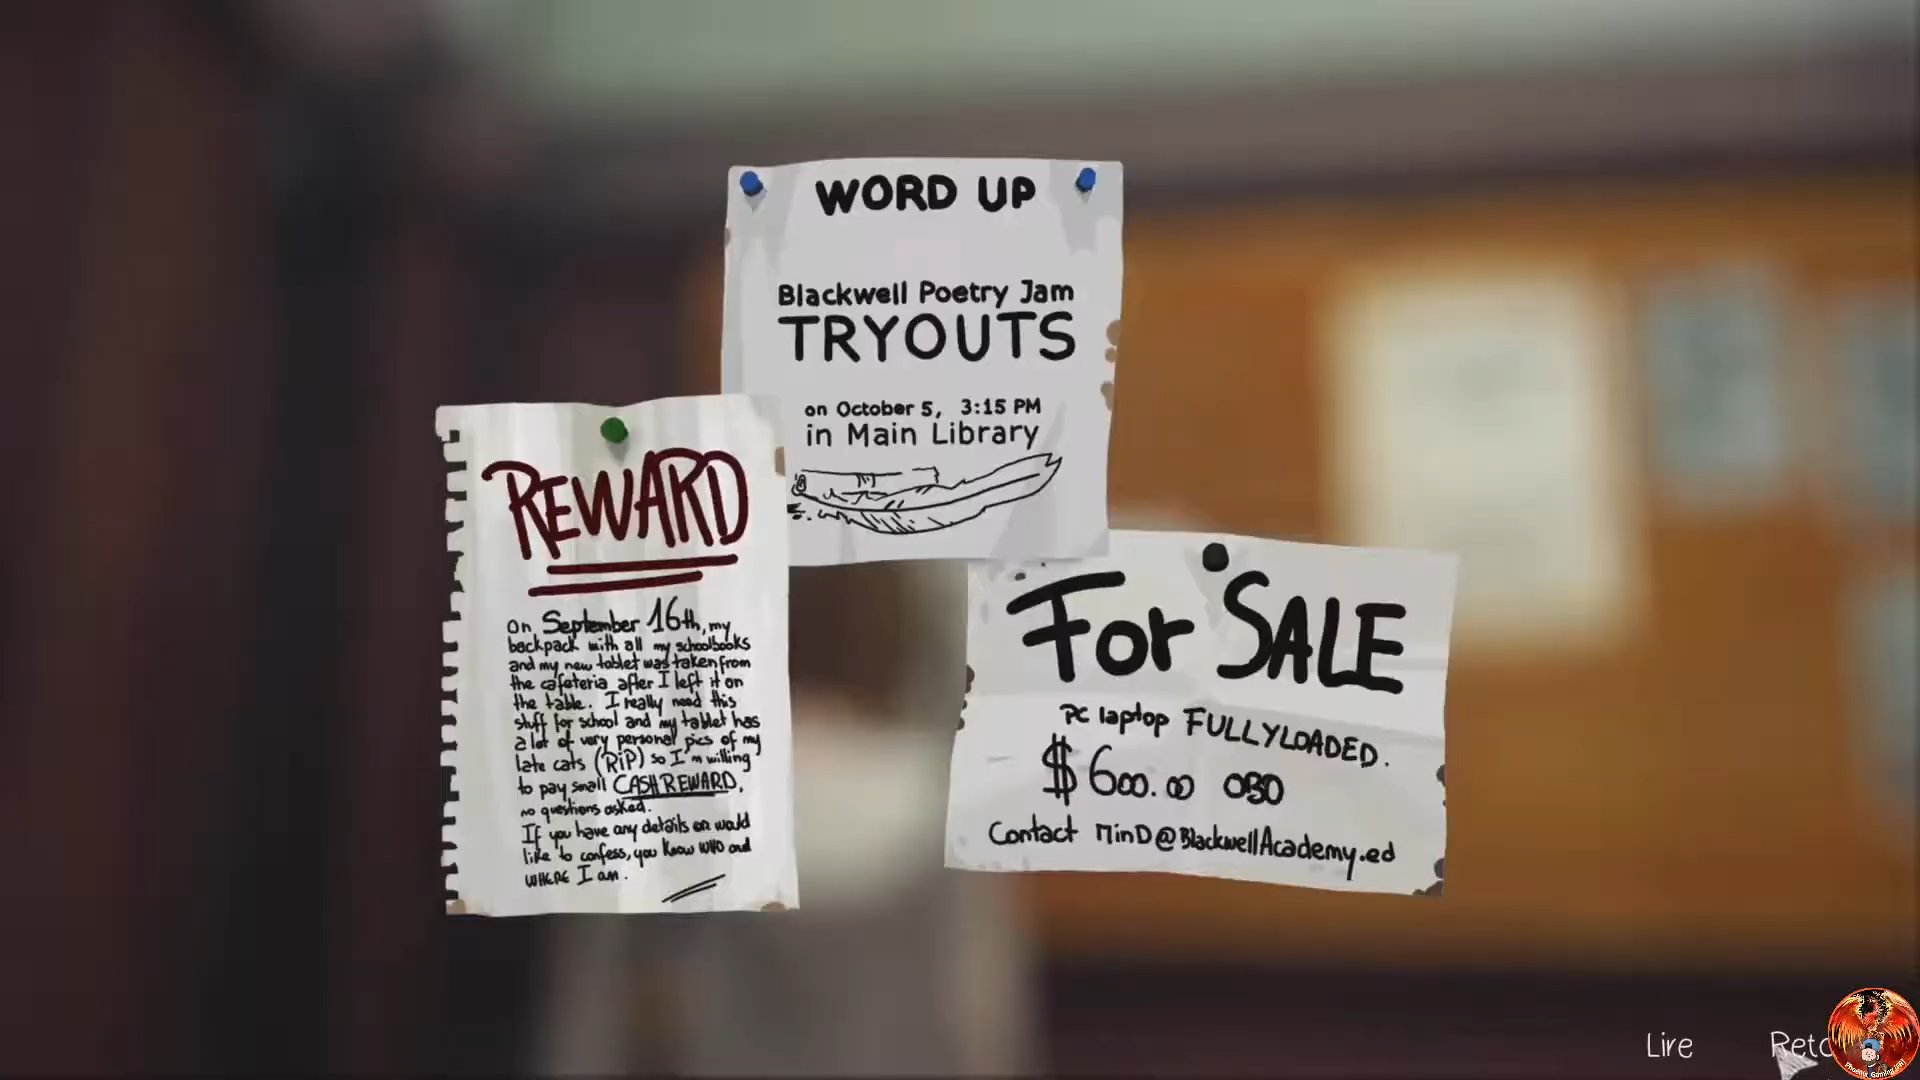 WORD UP
Blackwell Poetry Jam
TRYOUTS
on October 5, 3:15 PM
in Main Library
REWARD
On September 16th, my
backpack with all my schoolbooks
and my new tablet was taken from
the cafeteria after I left it on
the table. I really need this
stuff for school and my tablet has
a lot of very personal pics of my
late cats (RiP) so I'm willing
to pay small CASH REWARD,
no questions asked.
If you have any details or would
like to confess, you know WHO and
WHERE I am.
For SALE
PC laptop FULLYLOADED.
$600.00 OBO
Contact MinD@BlackwellAcademy.ed
Lire
Reto